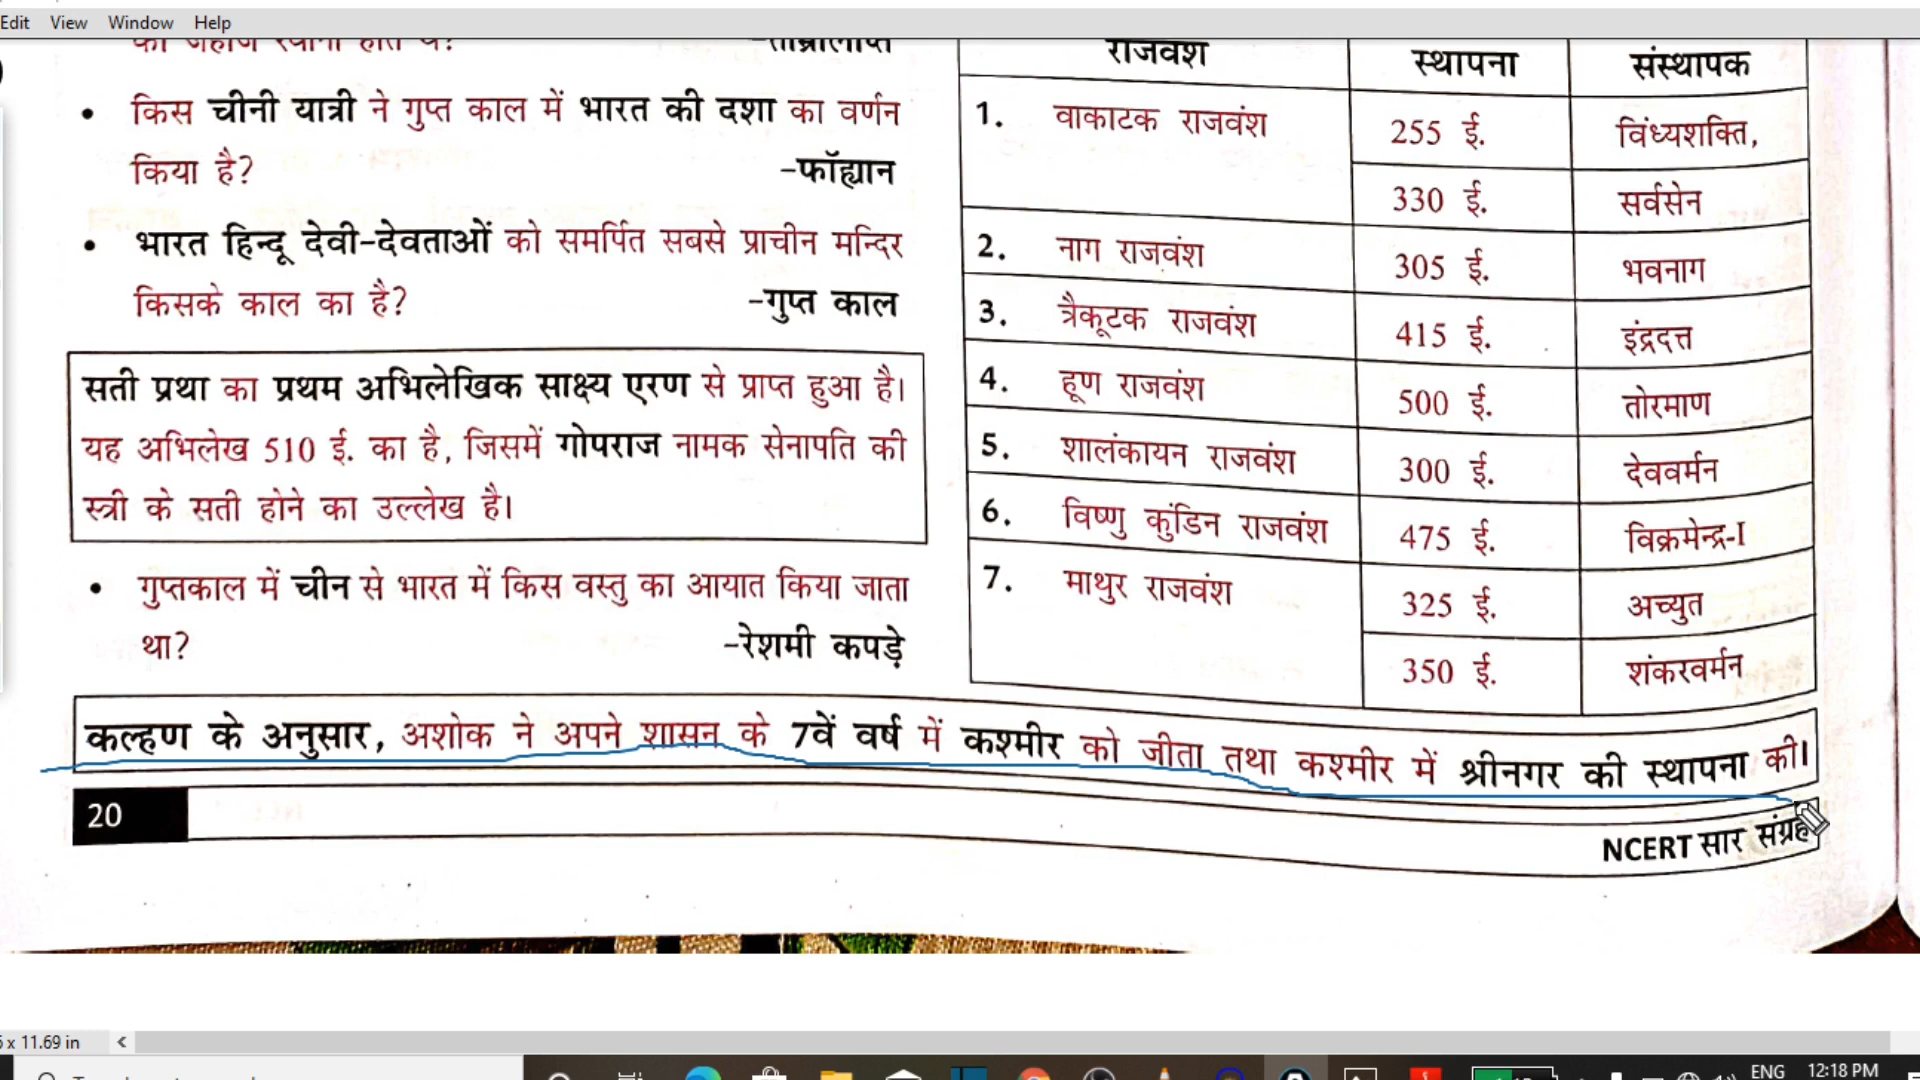 Edit View Window Help
किस चीनी यात्री ने गुप्त काल में भारत की दशा का वर्णन
किया है? -फॉह्यान
भारत हिन्दू देवी-देवताओं को समर्पित सबसे प्राचीन मन्दिर
किसके काल का है? -गुप्त काल
सती प्रथा का प्रथम अभिलेखिक साक्ष्य एरण से प्राप्त हुआ है।
यह अभिलेख 510 ई. का है, जिसमें गोपराज नामक सेनापति की
स्त्री के सती होने का उल्लेख है।
गुप्तकाल में चीन से भारत में किस वस्तु का आयात किया जाता
था? -रेशमी कपड़े
राजवंश स्थापना संस्थापक
1. वाकाटक राजवंश 255 ई. विंध्यशक्ति,
330 ई. सर्वसेन
2. नाग राजवंश 305 ई. भवनाग
3. त्रैकूटक राजवंश 415 ई. इंद्रदत्त
4. हूण राजवंश 500 ई. तोरमाण
5. शालंकायन राजवंश 300 ई. देववर्मन
6. विष्णु कुंडिन राजवंश 475 ई. विक्रमेन्द्र-I
7. माथुर राजवंश 325 ई. अच्युत
350 ई. शंकरवर्मन
कल्हण के अनुसार, अशोक ने अपने शासन के 7वें वर्ष में कश्मीर को जीता तथा कश्मीर में श्रीनगर की स्थापना की।
20
NCERT सार संग्रह
x 11.69 in
ENG 12:18 PM